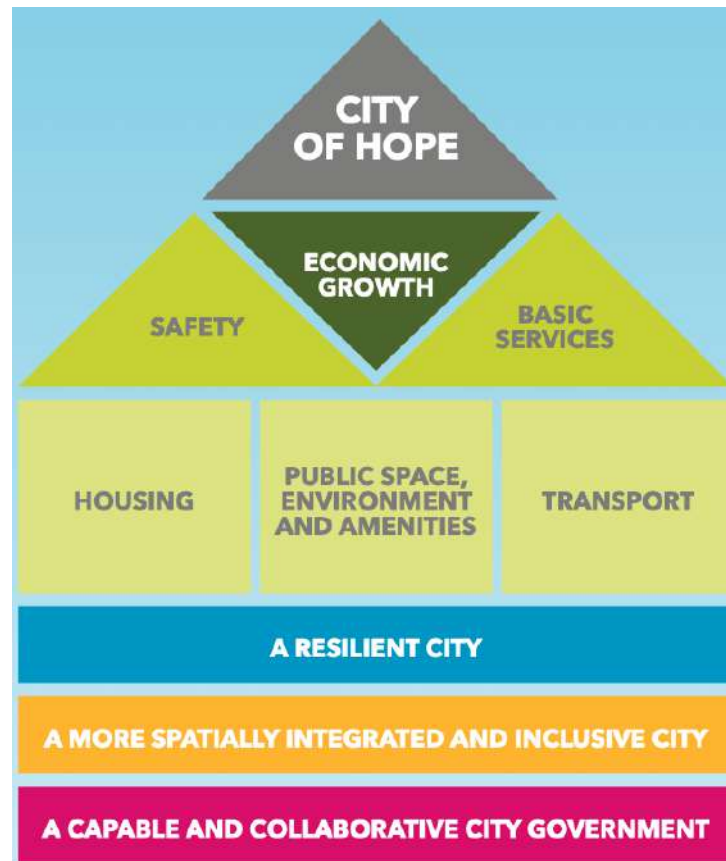 CITY
OF HOPE
ECONOMIC
GROWTH
SAFETY
BASIC
SERVICES
HOUSING
PUBLIC SPACE,
ENVIRONMENT
AND AMENITIES
TRANSPORT
A RESILIENT CITY
A MORE SPATIALLY INTEGRATED AND INCLUSIVE CITY
A CAPABLE AND COLLABORATIVE CITY GOVERNMENT